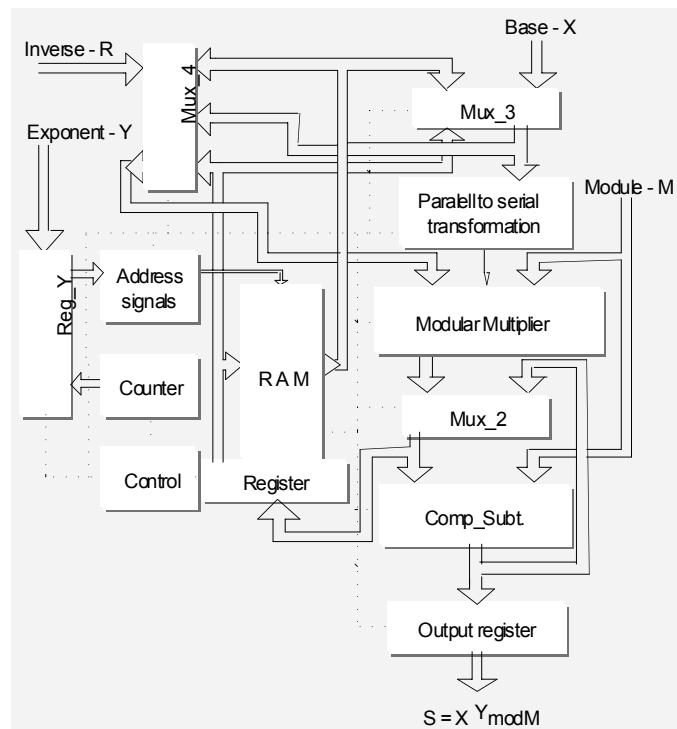 Base - X
Inverse - R
Mux_4
Mux_3
Exponent - Y
Paralell to serial
transformation
Module - M
Reg_Y
Address
signals
Modular Multiplier
R A M
Counter
Mux_2
Control
Register
Comp_Subt.
Output register
S = X Y modM